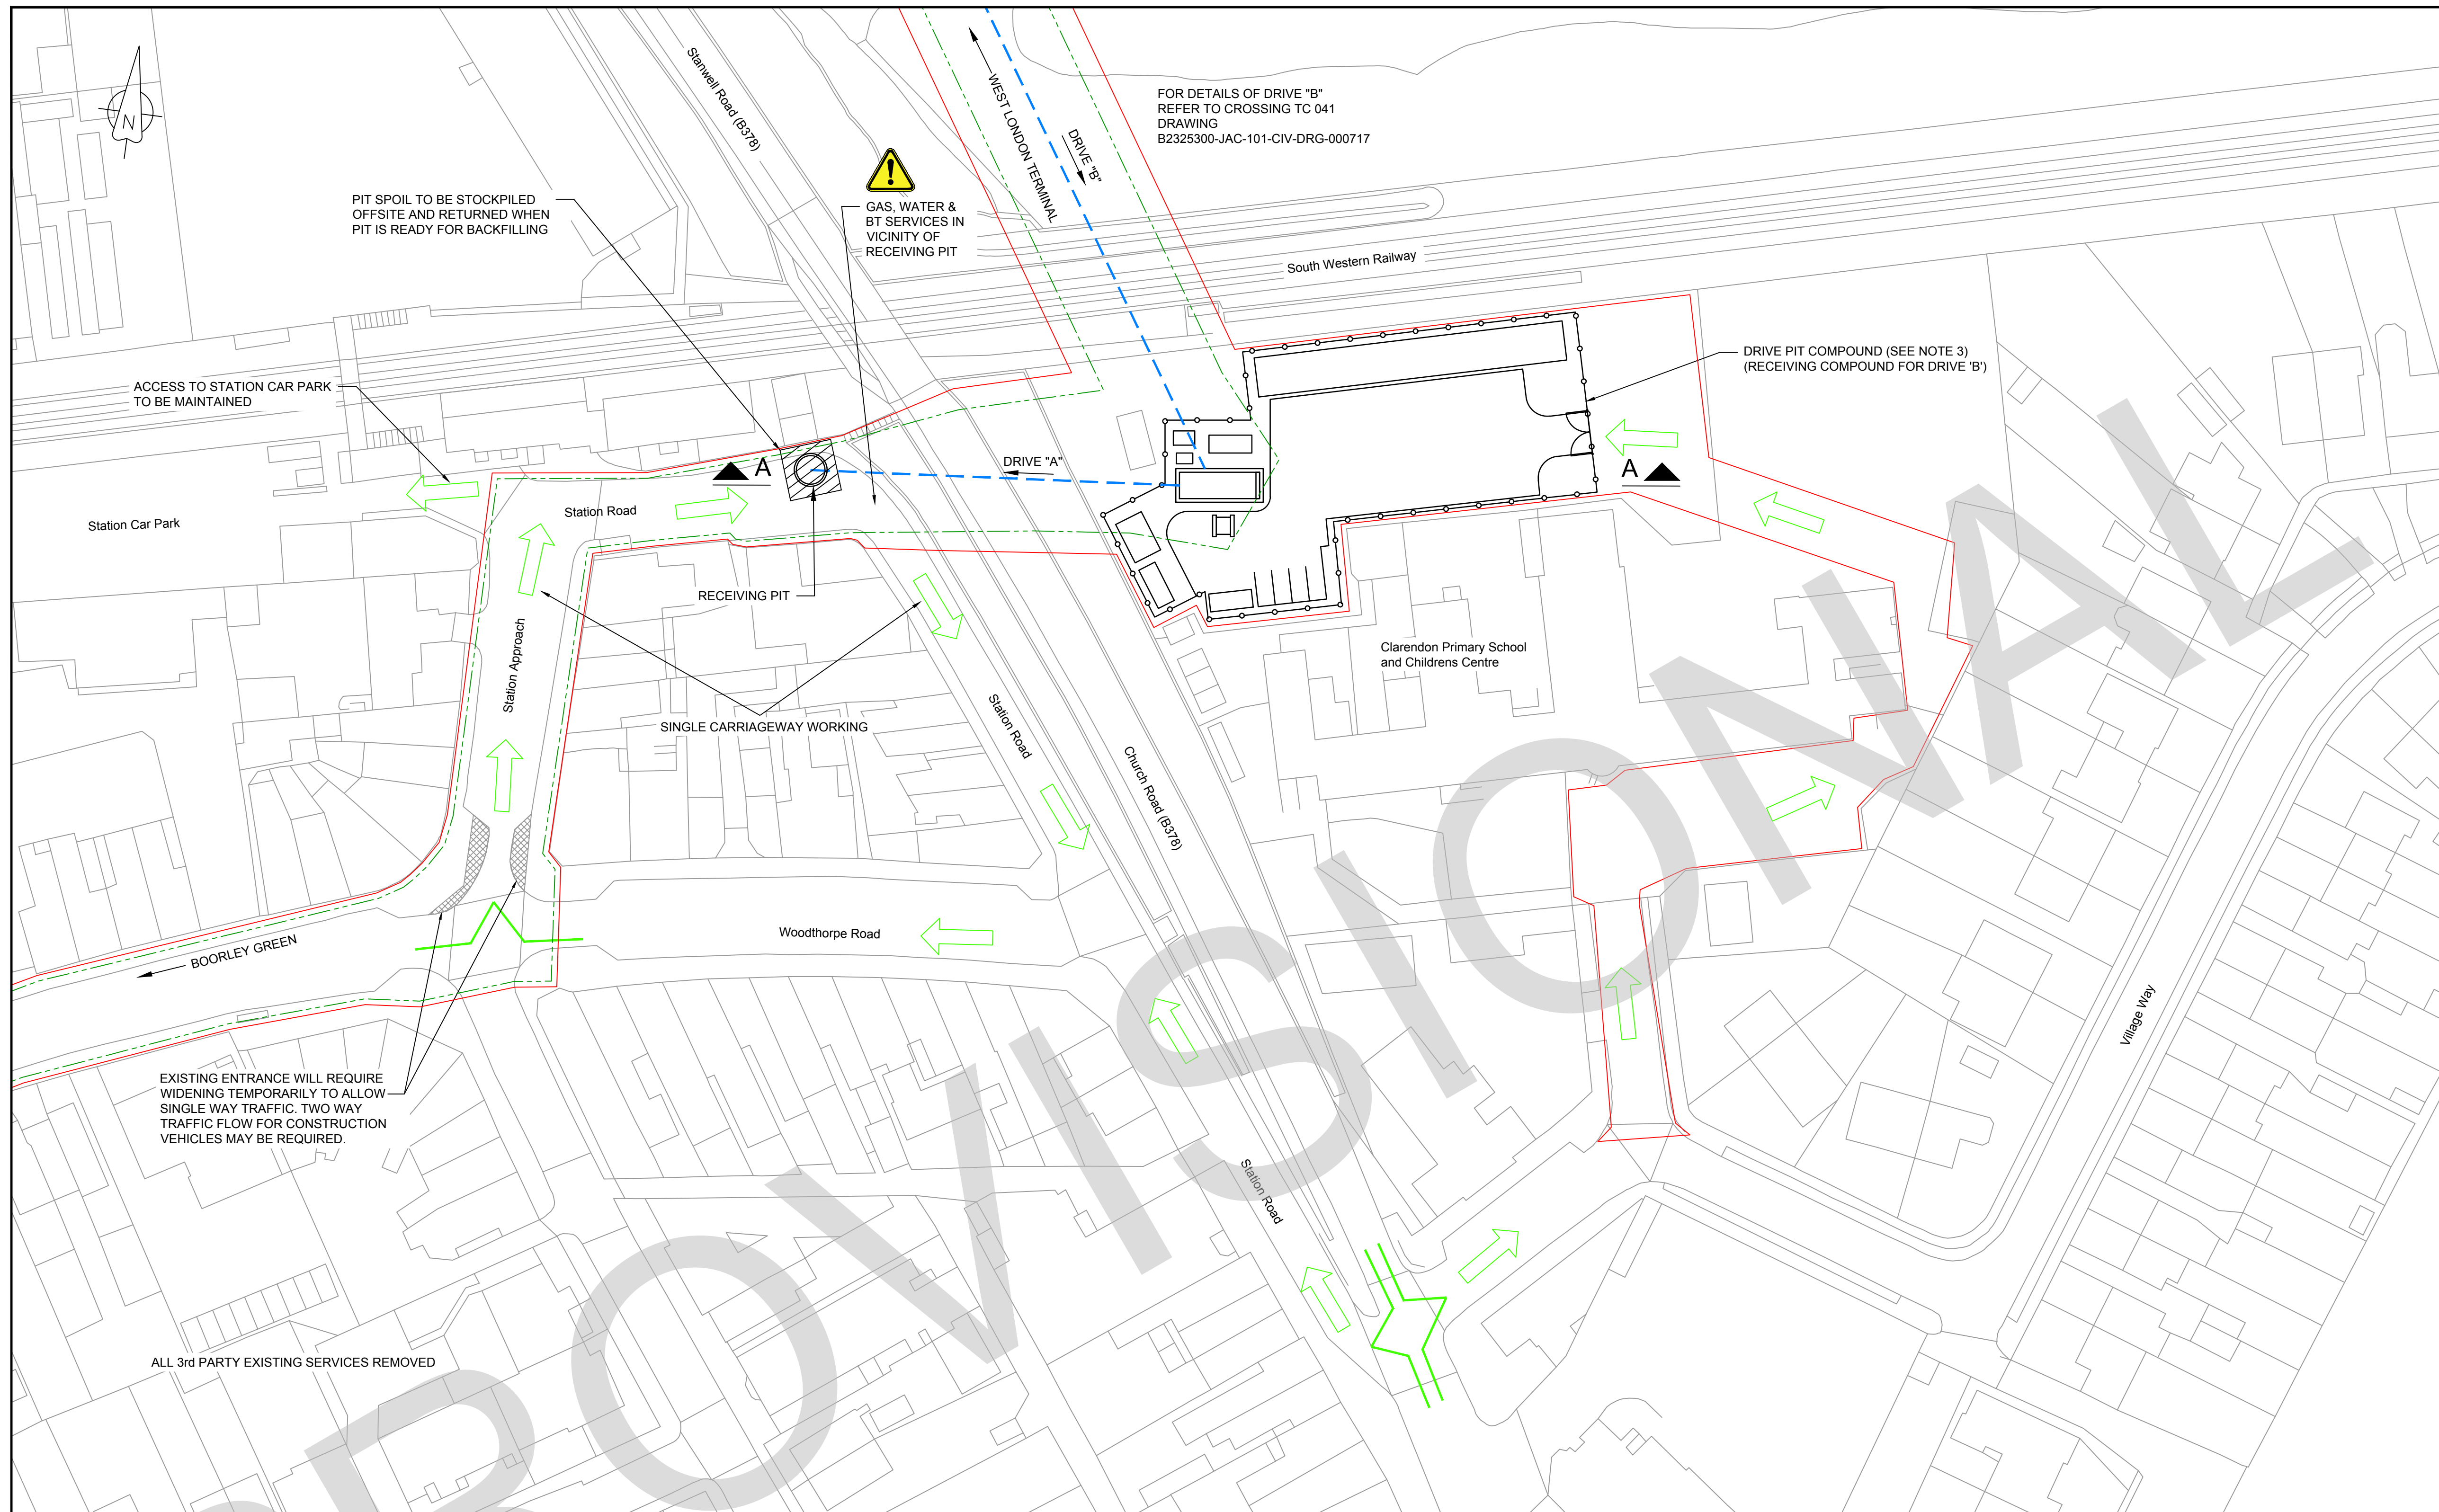 Stanwell Road (B378)
WEST LONDON TERMINAL
DRIVE "B"
FOR DETAILS OF DRIVE "B"
REFER TO CROSSING TC 041
DRAWING
B2325300-JAC-101-CIV-DRG-000717
N
PIT SPOIL TO BE STOCKPILED
OFFSITE AND RETURNED WHEN
PIT IS READY FOR BACKFILLING
GAS, WATER &
BT SERVICES IN
VICINITY OF
RECEIVING PIT
South Western Railway
DRIVE PIT COMPOUND (SEE NOTE 3)
(RECEIVING COMPOUND FOR DRIVE 'B')
ACCESS TO STATION CAR PARK
TO BE MAINTAINED
A
DRIVE "A"
A
Station Car Park
Station Road
RECEIVING PIT
Station Approach
Clarendon Primary School
and Childrens Centre
SINGLE CARRIAGEWAY WORKING
Station Road
Church Road (B378)
Woodthorpe Road
BOORLEY GREEN
Village Way
EXISTING ENTRANCE WILL REQUIRE
WIDENING TEMPORARILY TO ALLOW
SINGLE WAY TRAFFIC. TWO WAY
TRAFFIC FLOW FOR CONSTRUCTION
VEHICLES MAY BE REQUIRED.
Station Road
ALL 3rd PARTY EXISTING SERVICES REMOVED
ROVISIONAL